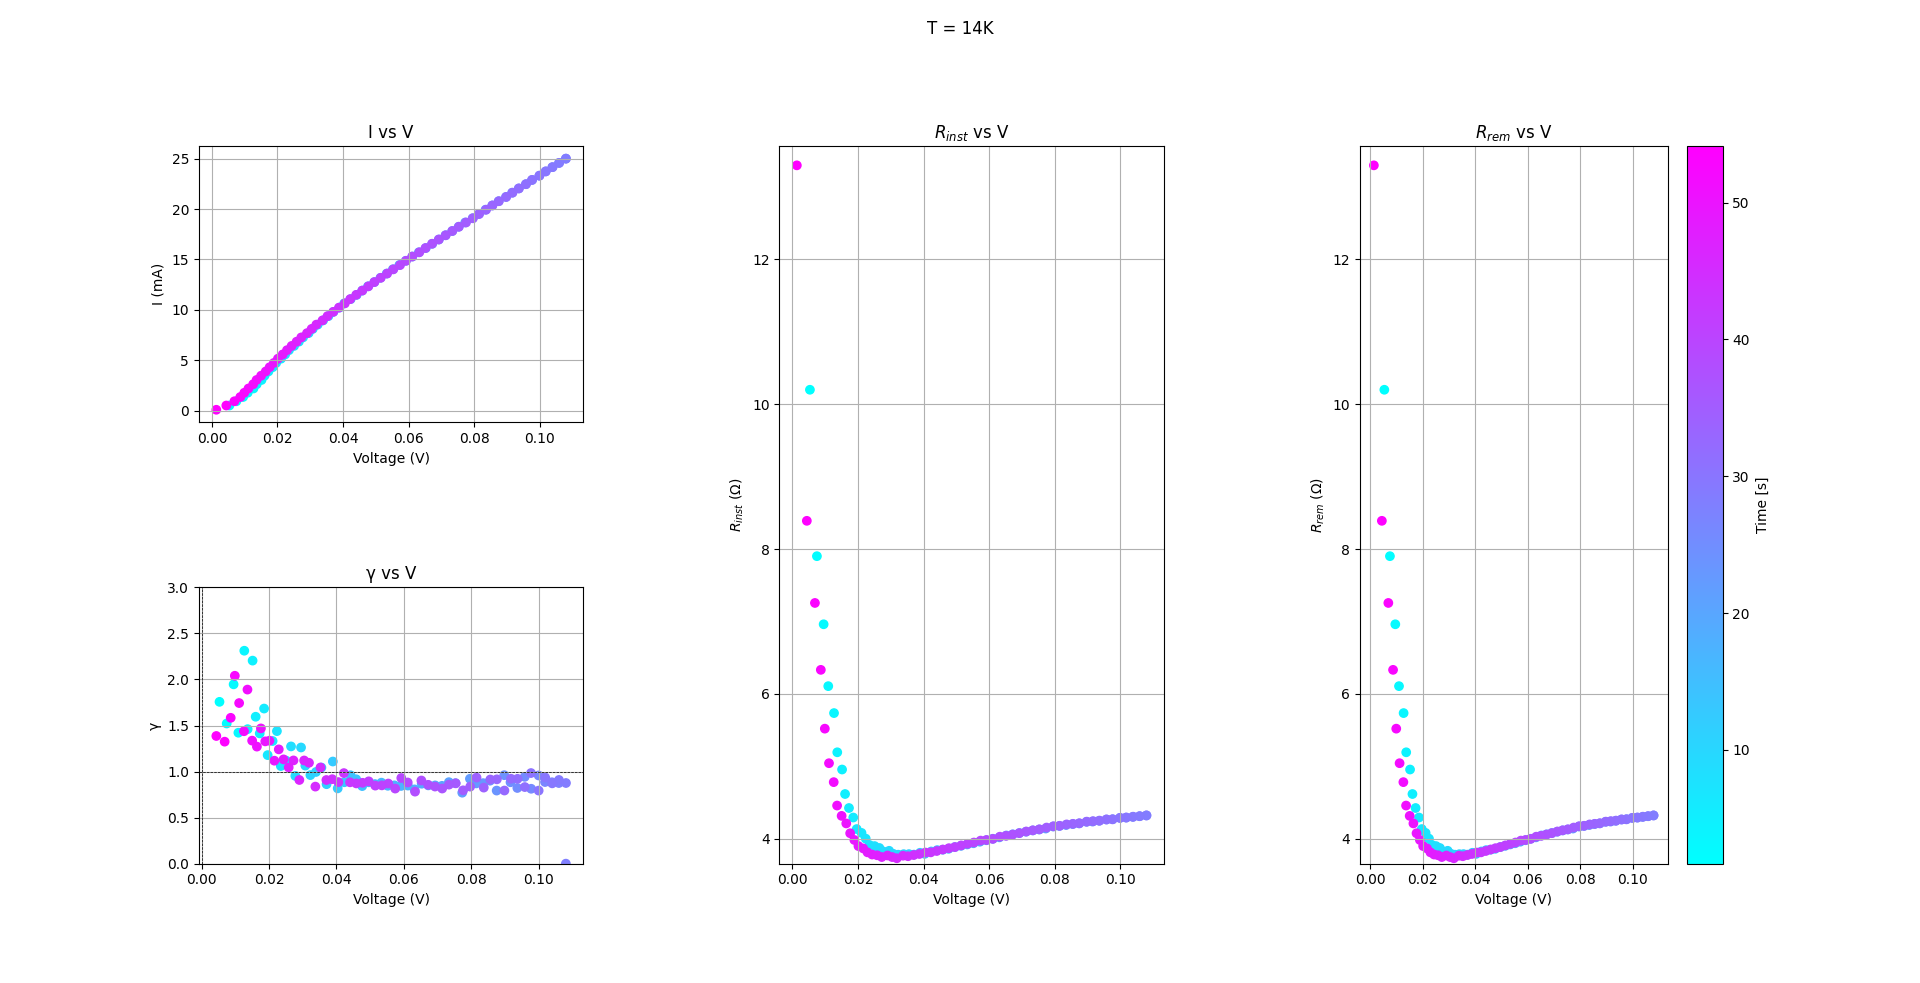 T = 14K
I vs V
I (mA)
25
20
15
10
5
0
0.00 0.02 0.04 0.06 0.08 0.10
Voltage (V)
γ vs V
γ
3.0
2.5
2.0
1.5
1.0
0.5
0.0
0.00 0.02 0.04 0.06 0.08 0.10
Voltage (V)
R_inst vs V
R_inst (Ω)
12
10
8
6
4
0.00 0.02 0.04 0.06 0.08 0.10
Voltage (V)
R_rem vs V
R_rem (Ω)
12
10
8
6
4
0.00 0.02 0.04 0.06 0.08 0.10
Voltage (V)
50
40
30
20
10
Time [s]